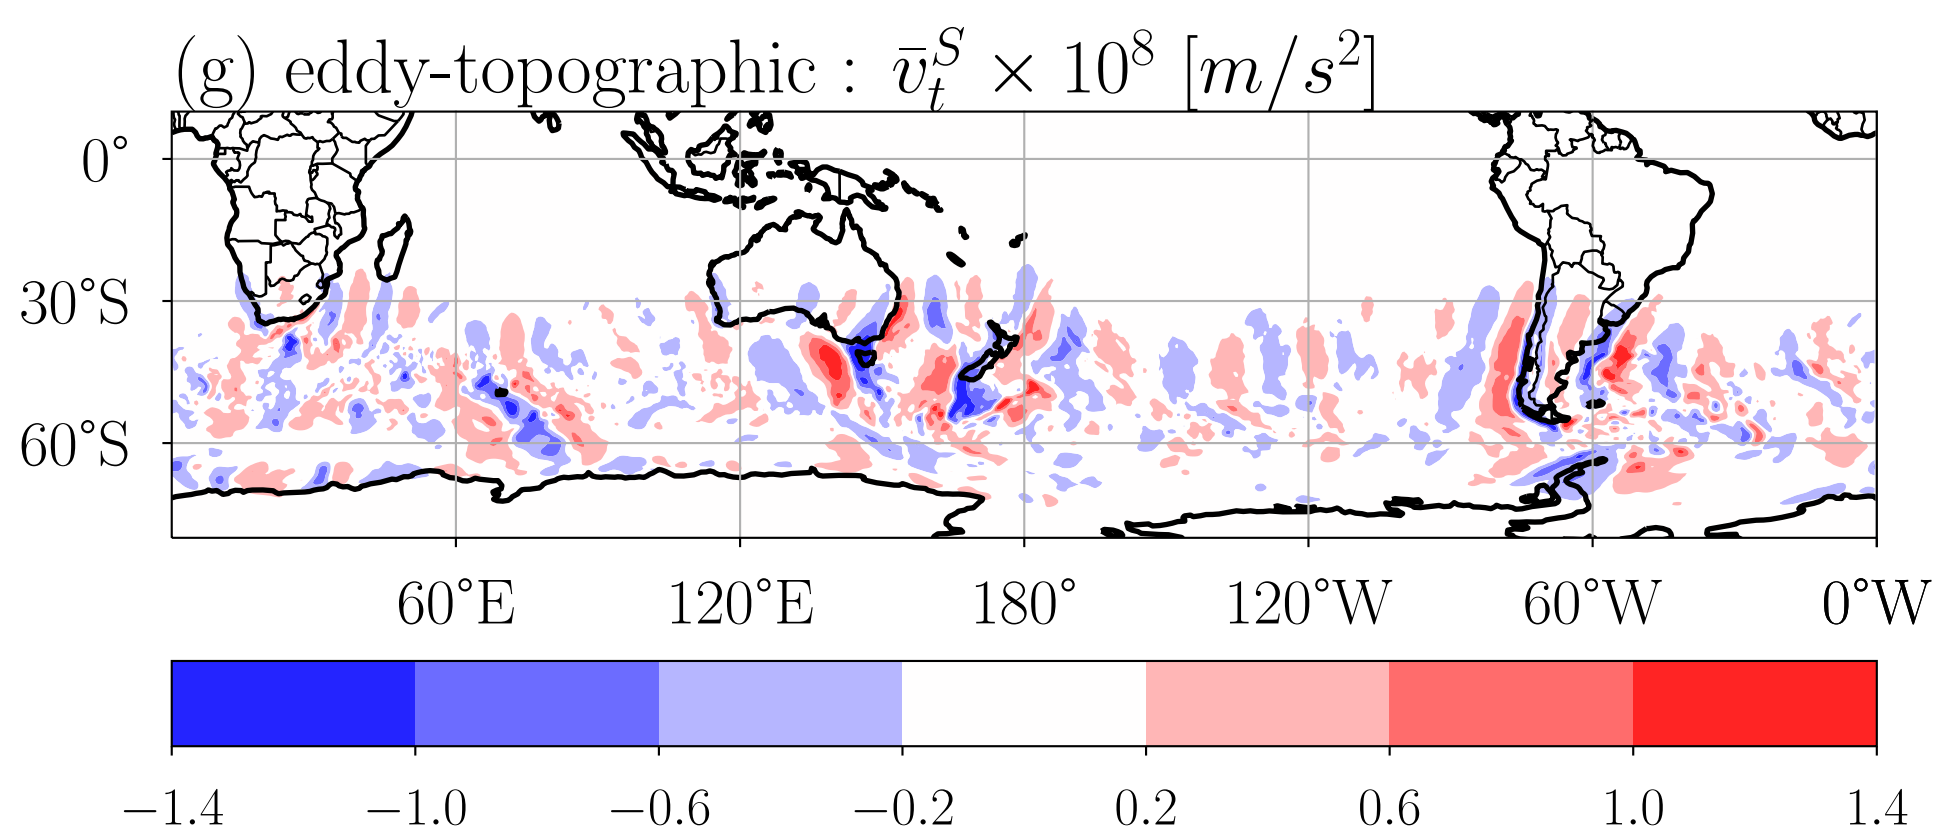 (g) eddy-topographic : v̄ₜˢ × 10⁸ [m/s²]
0°
30°S
60°S
60°E 120°E 180° 120°W 60°W 0°W
−1.4 −1.0 −0.6 −0.2 0.2 0.6 1.0 1.4